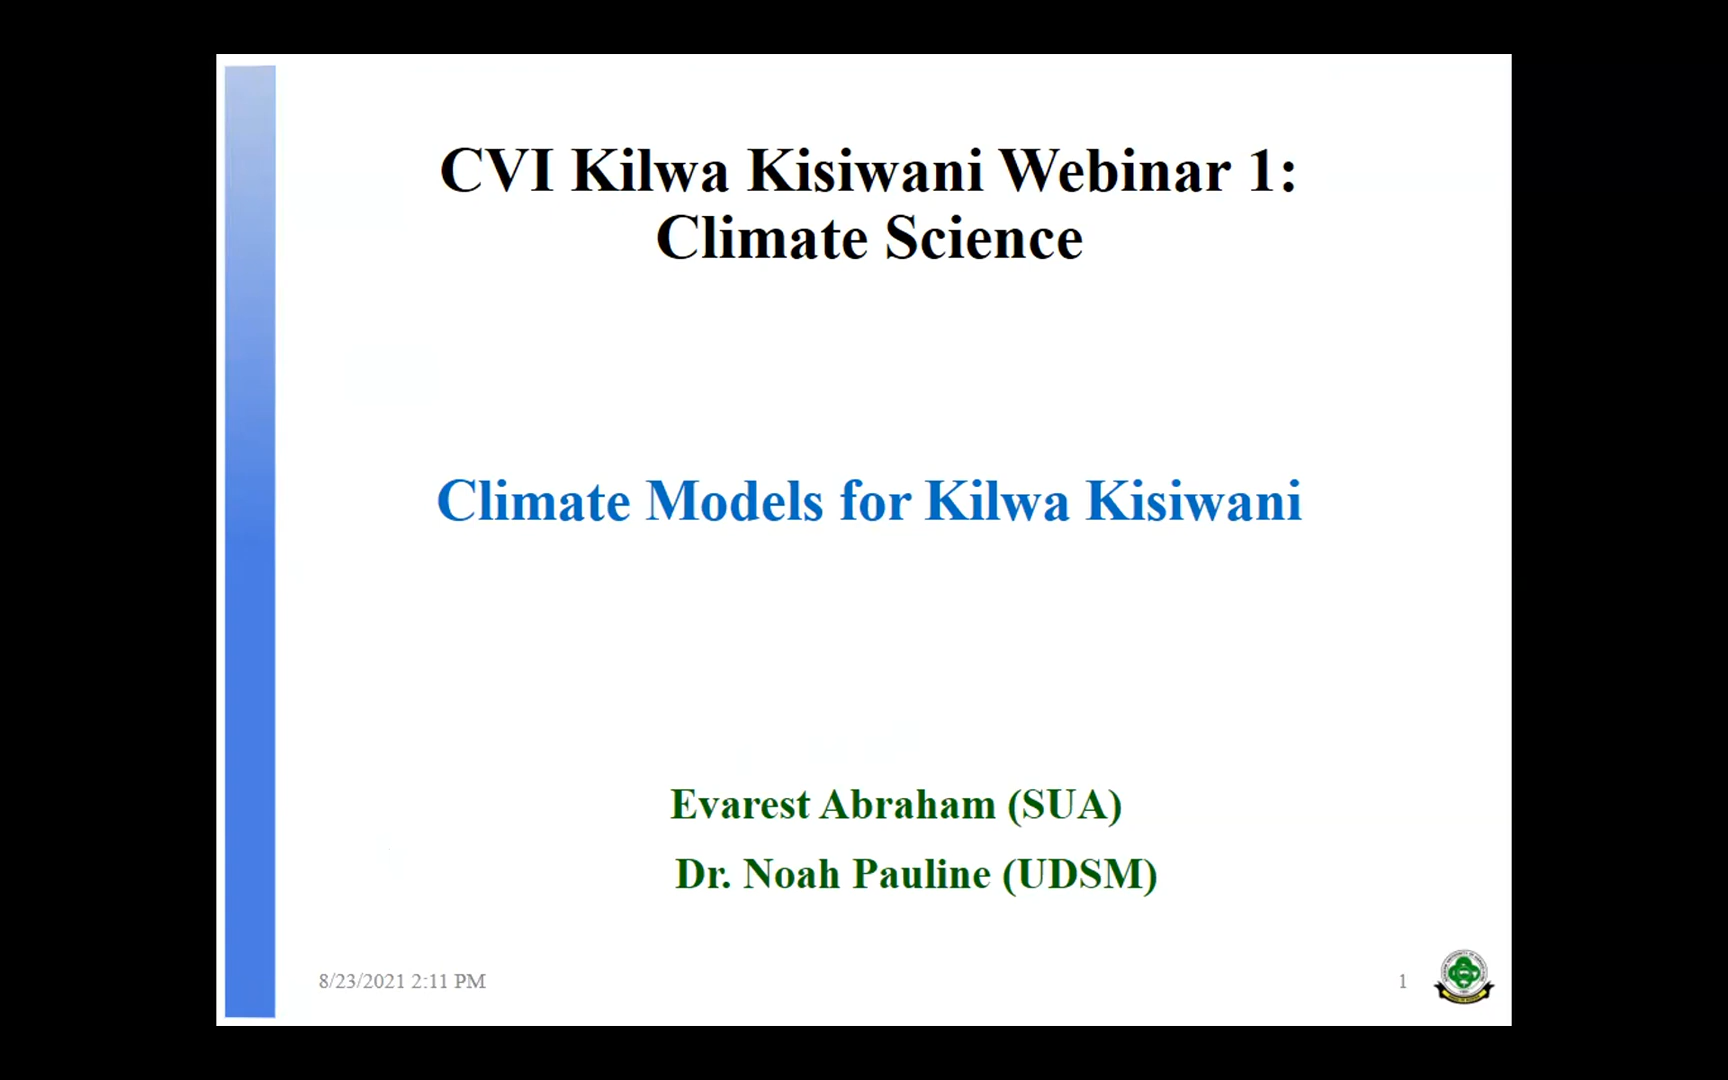 CVI Kilwa Kisiwani Webinar 1:
Climate Science
Climate Models for Kilwa Kisiwani
Evarest Abraham (SUA)
Dr. Noah Pauline (UDSM)
8/23/2021 2:11 PM
1